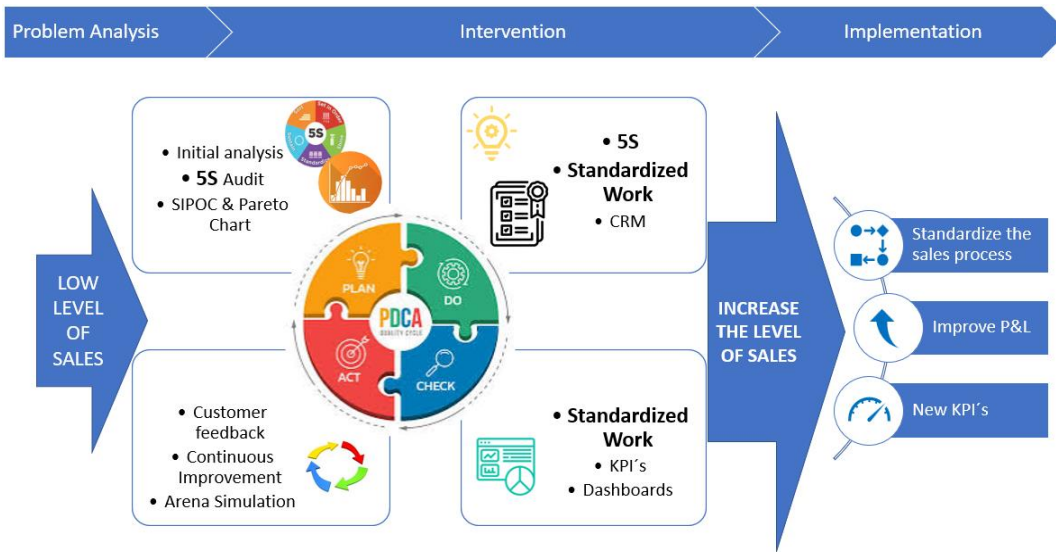 Problem Analysis
Intervention
Implementation
LOW
LEVEL
OF
SALES
5S
• Initial analysis
• 5S Audit
• SIPOC & Pareto
Chart
• 5S
• Standardized
Work
• CRM
PLAN
DO
PDCA
QUALITY CYCLE
ACT
CHECK
• Customer
feedback
• Continuous
Improvement
• Arena Simulation
• Standardized
Work
• KPI´s
• Dashboards
INCREASE
THE LEVEL
OF SALES
Standardize the
sales process
Improve P&L
New KPI´s